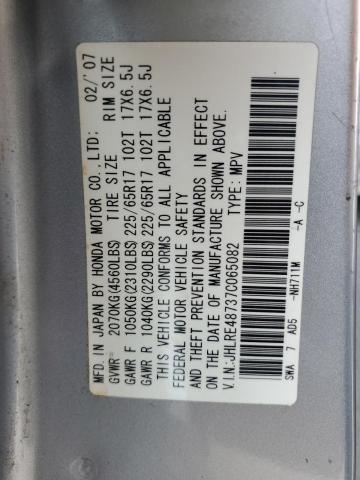 MFD. IN JAPAN BY HONDA MOTOR CO., LTD: 02/'07
GVWR= 2070KG(4560LBS) TIRE SIZE RIM SIZE
GAWR F 1050KG(2310LBS) 225/65R17 102T 17X6.5J
GAWR R 1040KG(2290LBS) 225/65R17 102T 17X6.5J
THIS VEHICLE CONFORMS TO ALL APPLICABLE
FEDERAL MOTOR VEHICLE SAFETY
AND THEFT PREVENTION STANDARDS IN EFFECT
ON THE DATE OF MANUFACTURE SHOWN ABOVE.
V.I.N:JHLRE48737C065082 TYPE: MPV
SWA 7 AD5 -NH711M -A -C